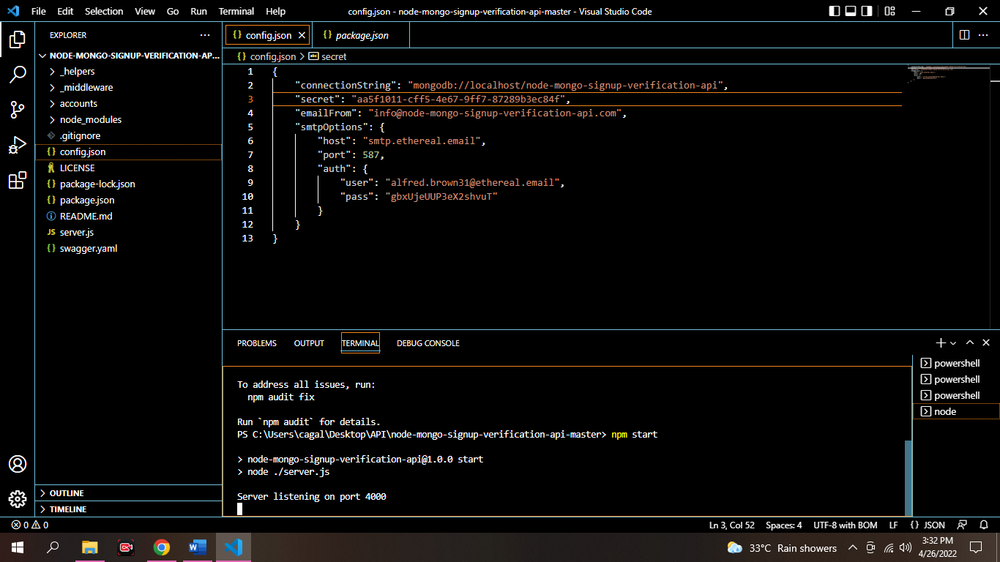 File Edit Selection View Go Run Terminal Help
config.json - node-mongo-signup-verification-api-master - Visual Studio Code
EXPLORER
NODE-MONGO-SIGNUP-VERIFICATION-AP...
_helpers
_middleware
accounts
node_modules
.gitignore
{} config.json
LICENSE
{} package-lock.json
{} package.json
README.md
JS server.js
{} swagger.yaml
OUTLINE
TIMELINE
{} config.json
{} package.json
{} config.json > abc secret
1 {
2 "connectionString": "mongodb://localhost/node-mongo-signup-verification-api",
3 "secret": "aa5f1011-cff5-4e67-9ff7-87289b3ec84f",
4 "emailFrom": "info@node-mongo-signup-verification-api.com",
5 "smtpOptions": {
6 "host": "smtp.ethereal.email",
7 "port": 587,
8 "auth": {
9 "user": "alfred.brown31@ethereal.email",
10 "pass": "gbxUjeUUP3eX2shvuT"
11 }
12 }
13 }
PROBLEMS OUTPUT TERMINAL DEBUG CONSOLE
To address all issues, run:
npm audit fix
Run `npm audit` for details.
PS C:\Users\cagal\Desktop\API\node-mongo-signup-verification-api-master> npm start
> node-mongo-signup-verification-api@1.0.0 start
> node ./server.js
Server listening on port 4000
powershell
powershell
powershell
node
0 0
Ln 3, Col 52 Spaces: 4 UTF-8 with BOM LF {} JSON
33°C Rain showers
3:32 PM
4/26/2022